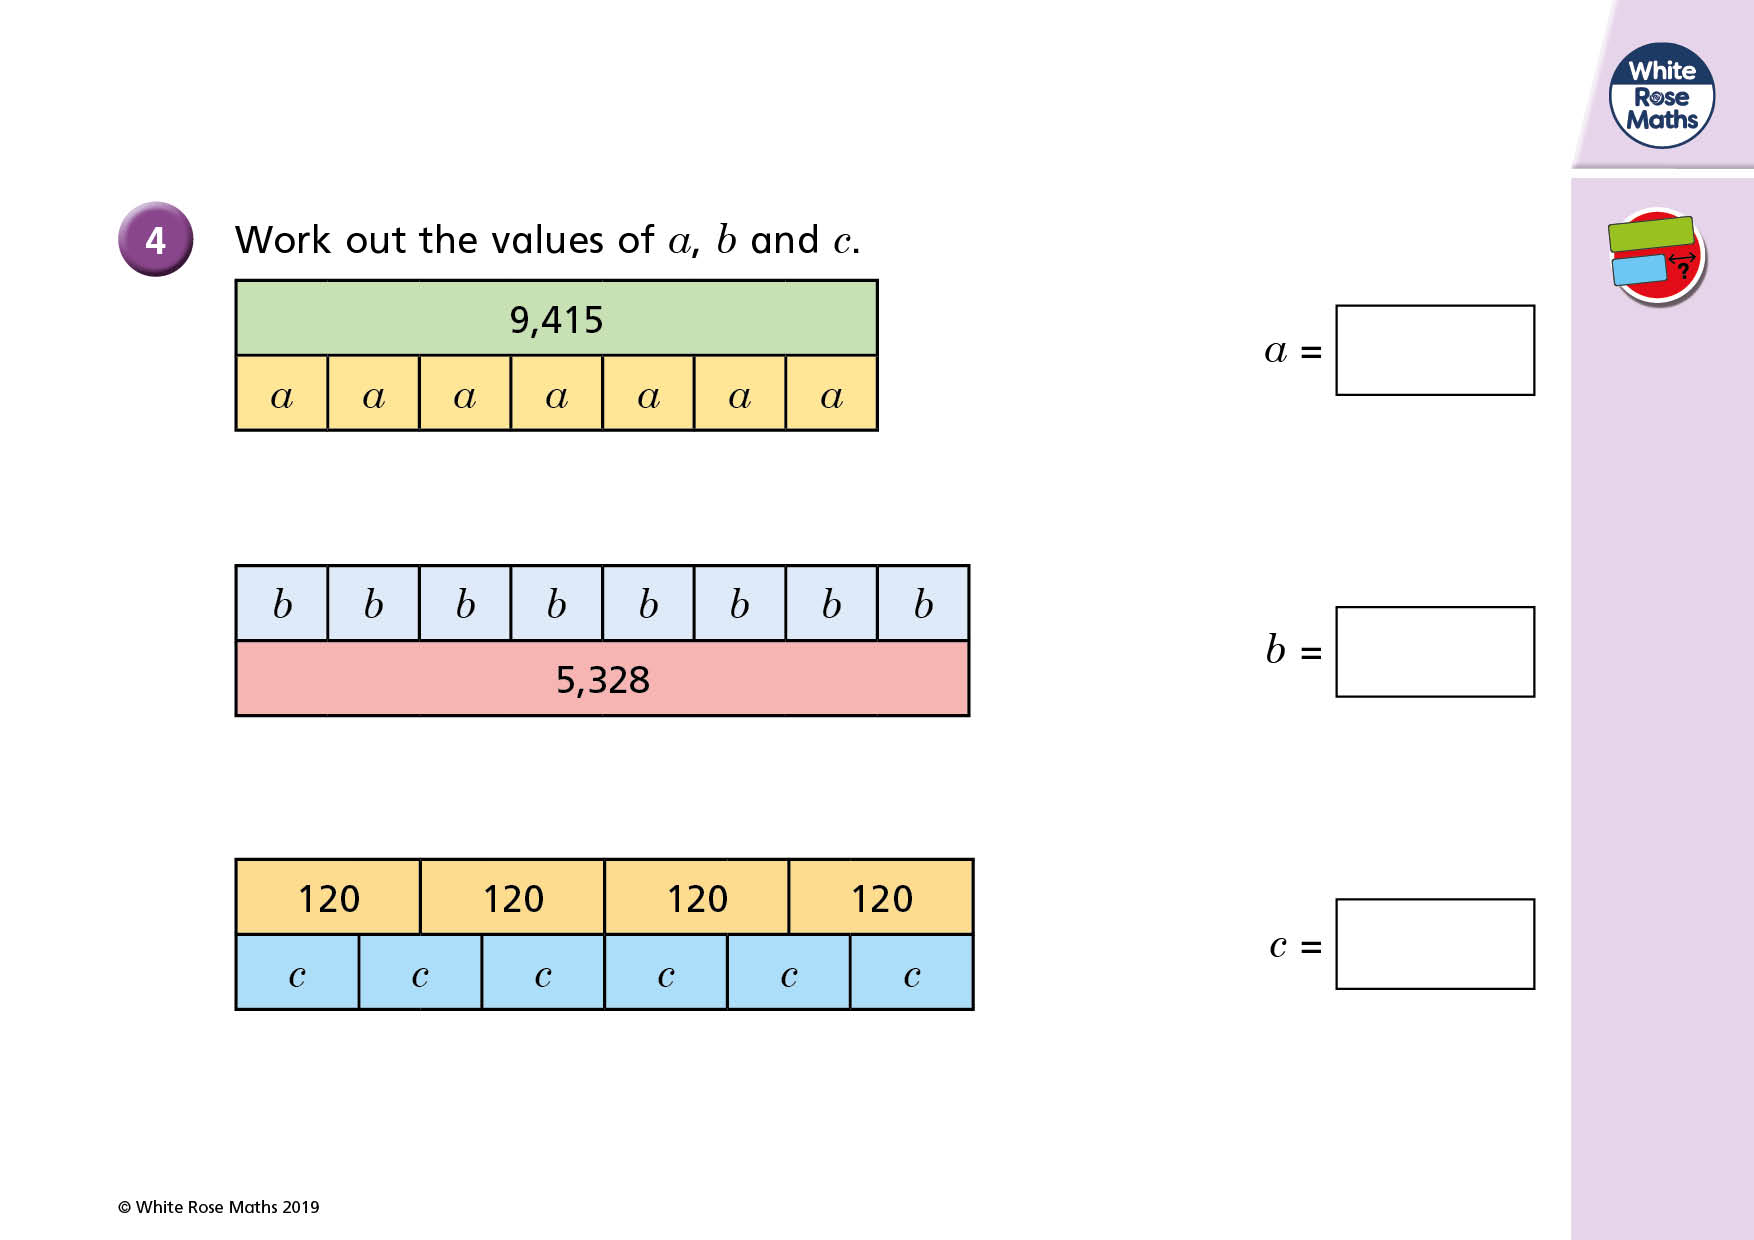 White
Rose
Maths
4 Work out the values of a, b and c.
9,415
a a a a a a a
a =
b b b b b b b b
5,328
b =
120 120 120 120
c c c c c c
c =
?
© White Rose Maths 2019